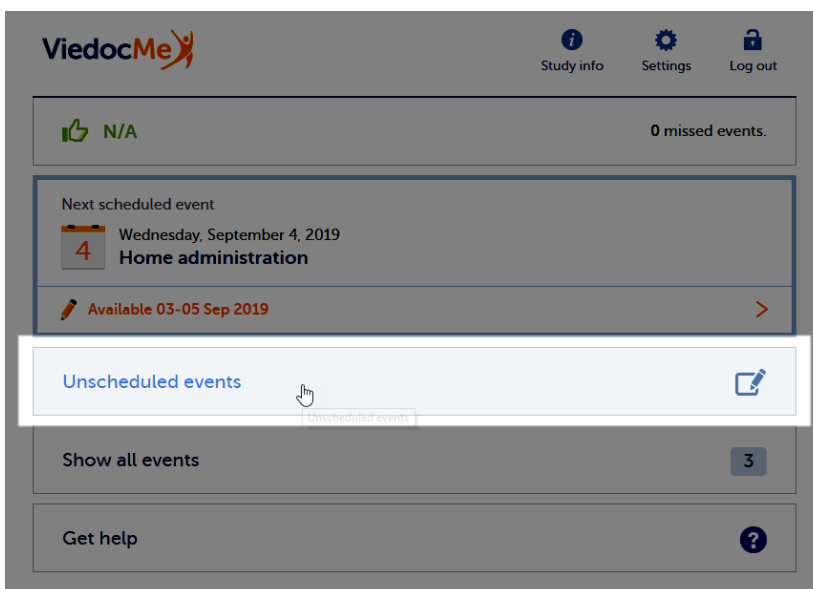 ViedocMe
i
Study info
Settings
Log out
N/A
0 missed events.
Next scheduled event
4
Wednesday, September 4, 2019
Home administration
Available 03-05 Sep 2019
Unscheduled events
Unscheduled events
Show all events
3
Get help
?